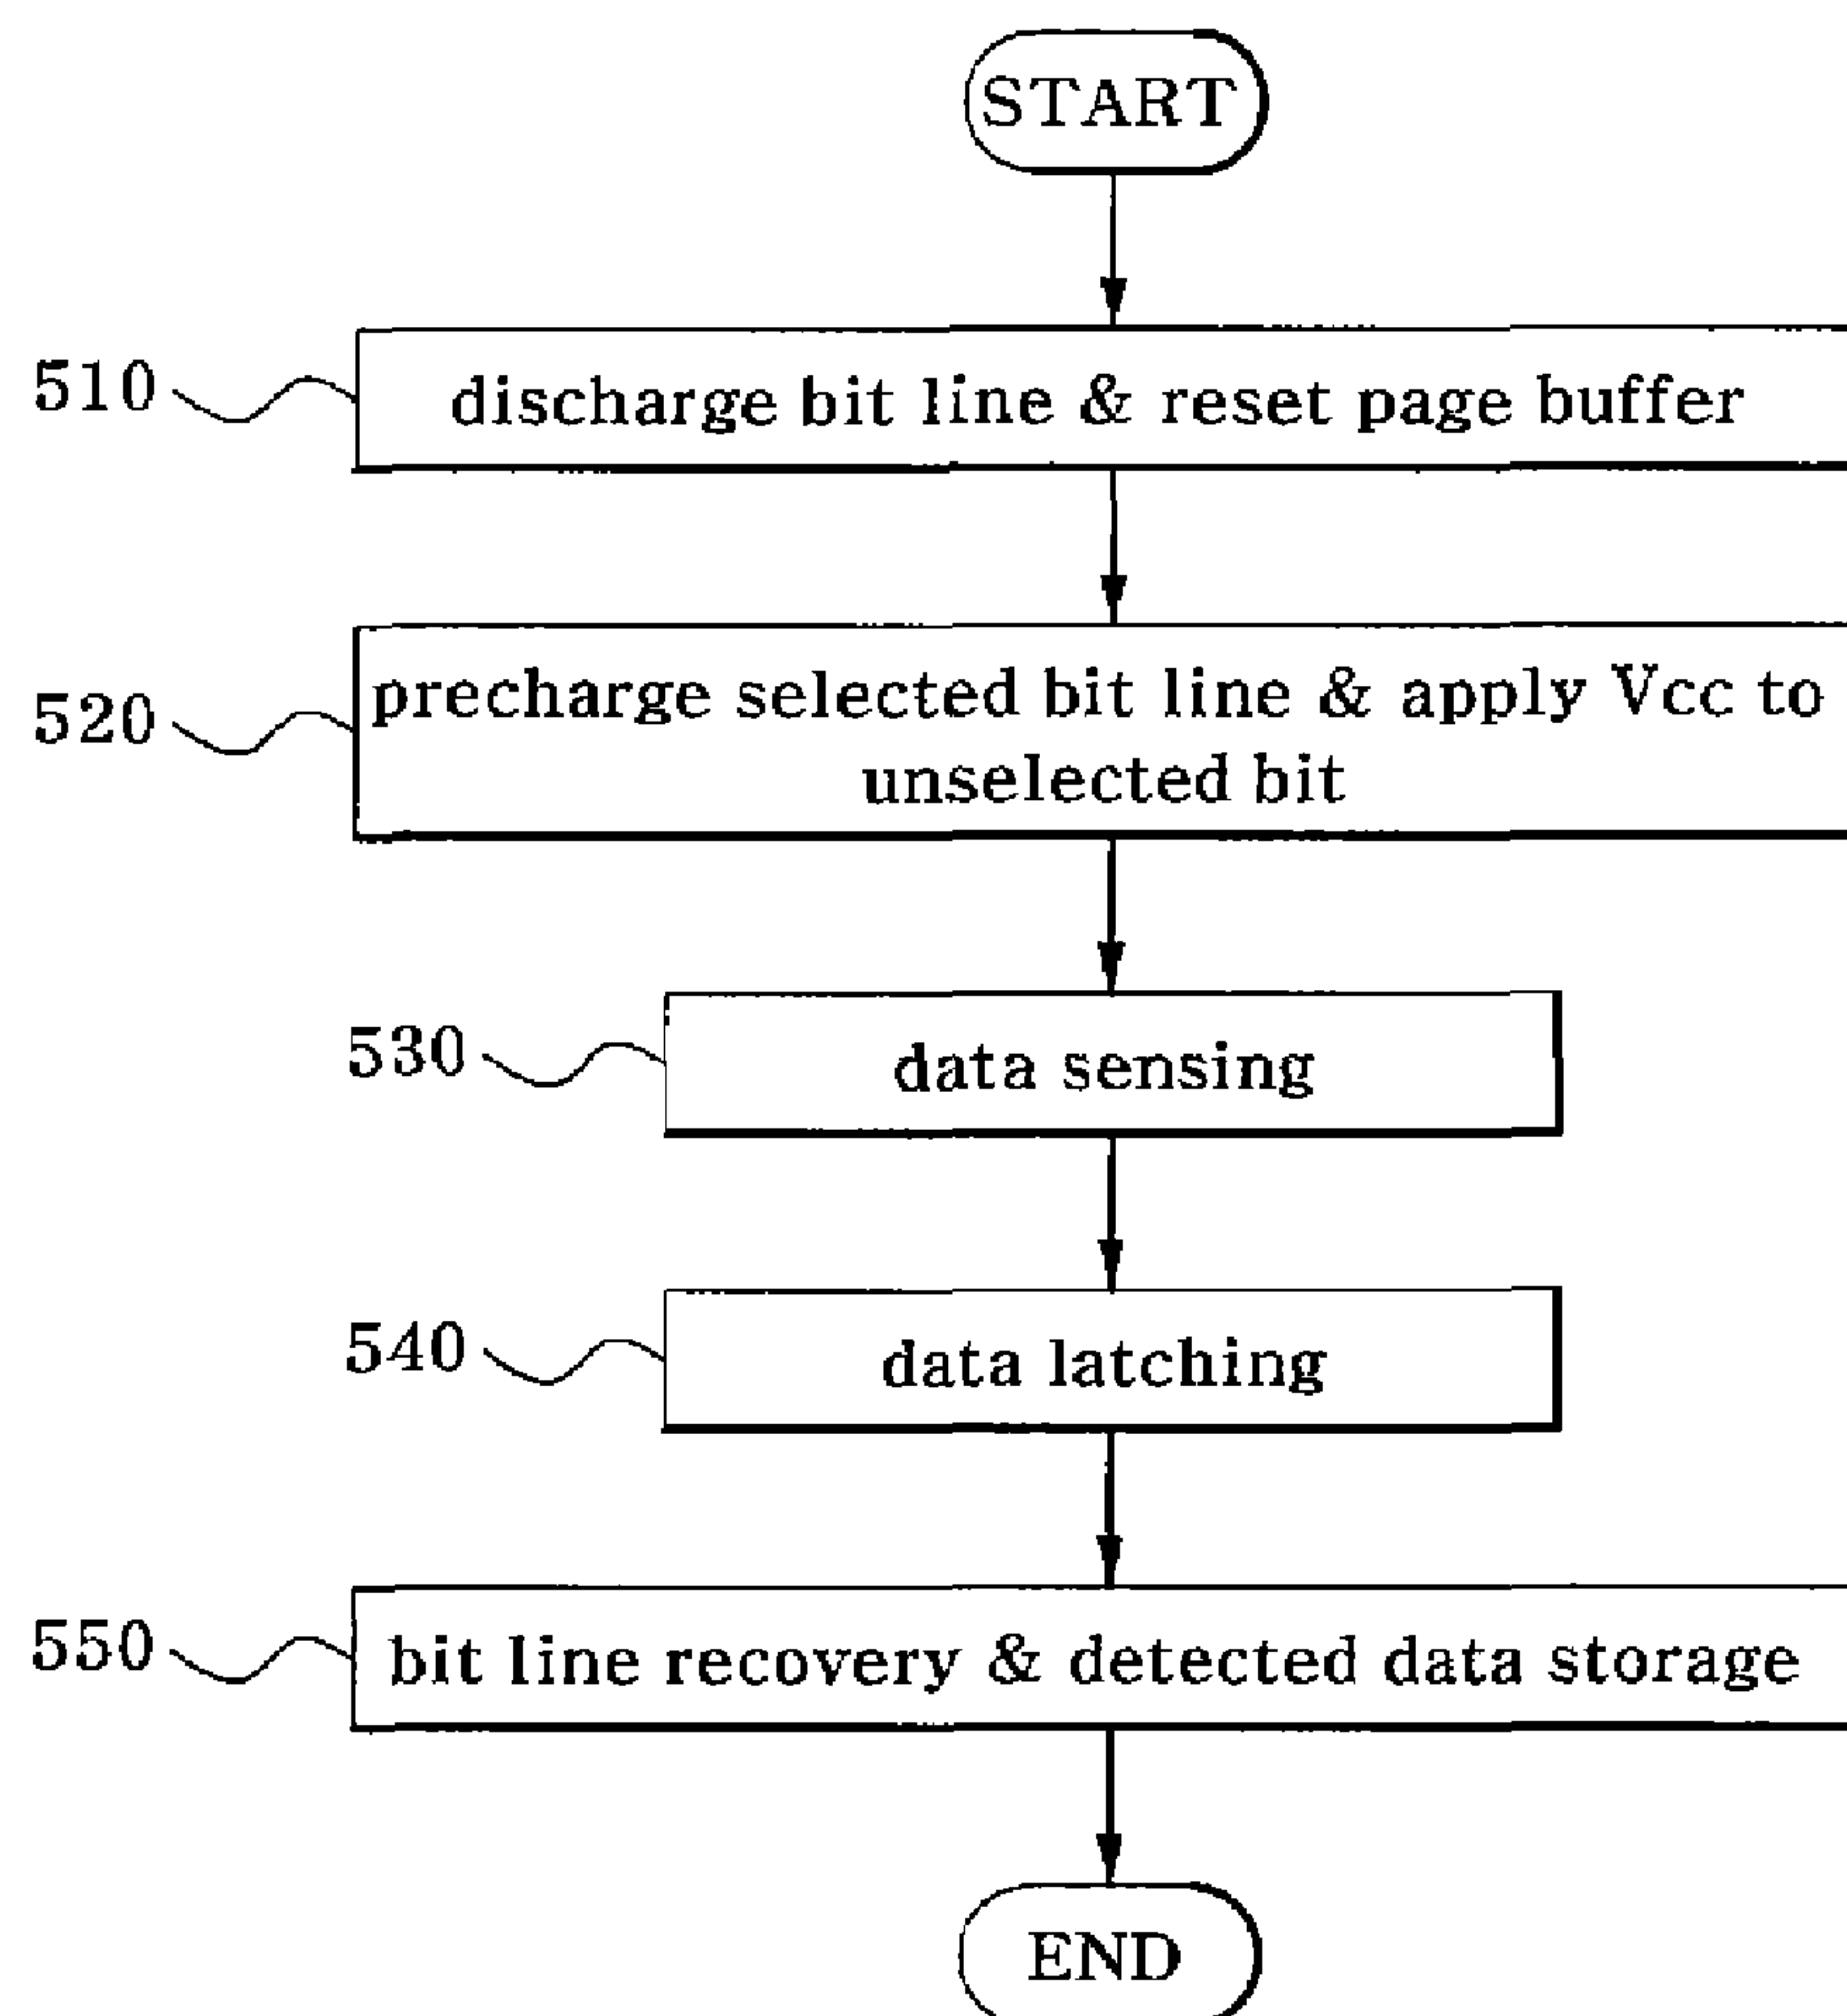 START
510
discharge bit line & reset page buffer
520
precharge selected bit line & apply Vcc to
unselected bit
530
data sensing
540
data latching
550
bit line recovery & detected data storage
END